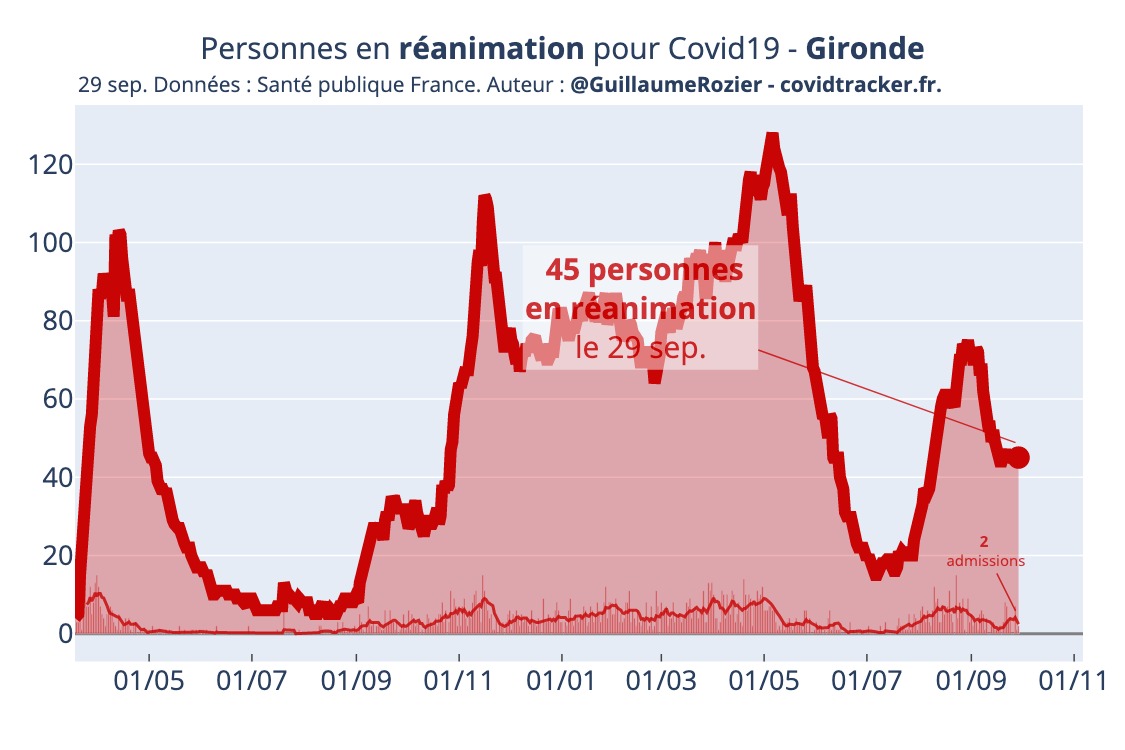 Personnes en réanimation pour Covid19 - Gironde
29 sep. Données : Santé publique France. Auteur : @GuillaumeRozier - covidtracker.fr.
120
100
80
60
40
20
0
45 personnes
en réanimation
le 29 sep.
2
admissions
01/05 01/07 01/09 01/11 01/01 01/03 01/05 01/07 01/09 01/11